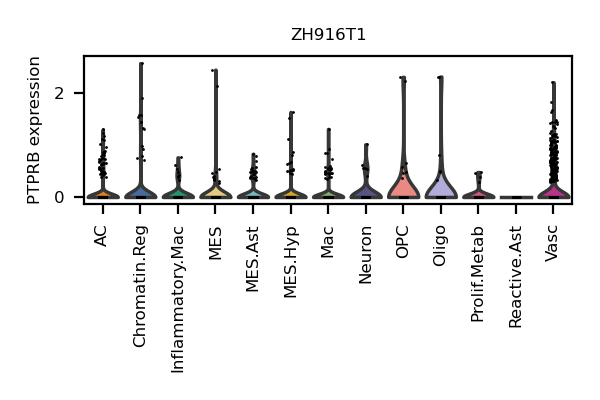 ZH916T1
PTPRB expression
2
0
AC
Chromatin.Reg
Inflammatory.Mac
MES
MES.Ast
MES.Hyp
Mac
Neuron
OPC
Oligo
Prolif.Metab
Reactive.Ast
Vasc